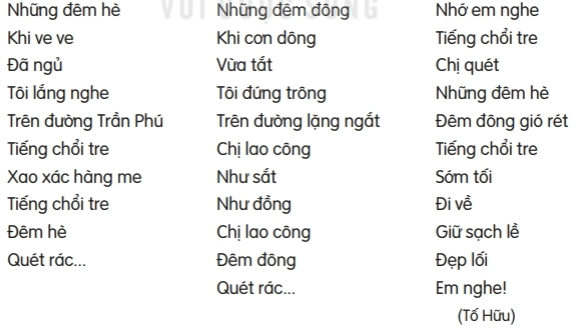 VUI BƯỚC SỐNG
Những đêm hè
Khi ve ve
Đã ngủ
Tôi lắng nghe
Trên đường Trần Phú
Tiếng chổi tre
Xao xác hàng me
Tiếng chổi tre
Đêm hè
Quét rác...
Những đêm đông
Khi cơn dông
Vừa tắt
Tôi đứng trông
Trên đường lặng ngắt
Chị lao công
Như sắt
Như đồng
Chị lao công
Đêm đông
Quét rác...
Nhớ em nghe
Tiếng chổi tre
Chị quét
Những đêm hè
Đêm đông gió rét
Tiếng chổi tre
Sớm tối
Đi về
Giữ sạch lề
Đẹp lối
Em nghe!
(Tố Hữu)